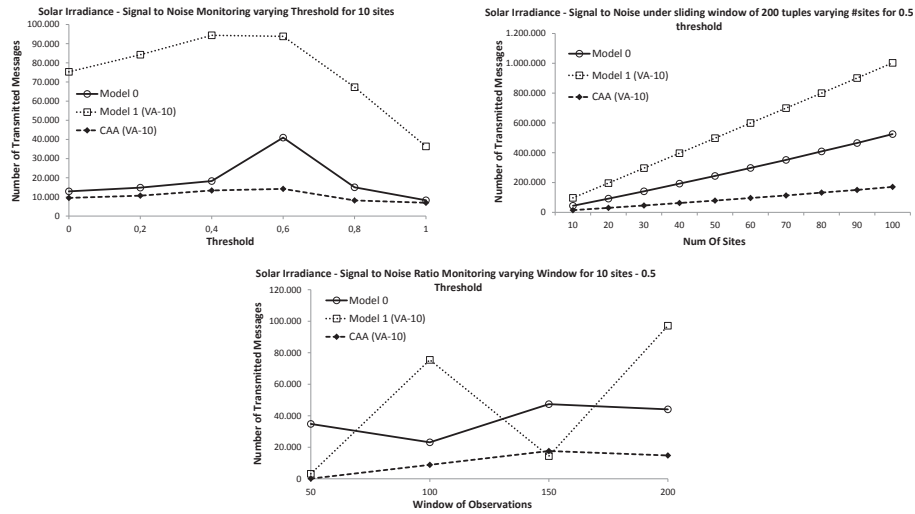 Solar Irradiance - Signal to Noise Monitoring varying Threshold for 10 sites
Number of Transmitted Messages
100.000
90.000
80.000
70.000
60.000
50.000
40.000
30.000
20.000
10.000
0
Model 0
Model 1 (VA-10)
CAA (VA-10)
0 0,2 0,4 0,6 0,8 1
Threshold
Solar Irradiance - Signal to Noise under sliding window of 200 tuples varying #sites for 0.5
threshold
Number of Transmitted Messages
1.200.000
1.000.000
800.000
600.000
400.000
200.000
0
Model 0
Model 1 (VA-10)
CAA (VA-10)
10 20 30 40 50 60 70 80 90 100
Num Of Sites
Solar Irradiance - Signal to Noise Ratio Monitoring varying Window for 10 sites - 0.5
Threshold
Number of Transmitted Messages
120.000
100.000
80.000
60.000
40.000
20.000
0
Model 0
Model 1 (VA-10)
CAA (VA-10)
50 100 150 200
Window of Observations